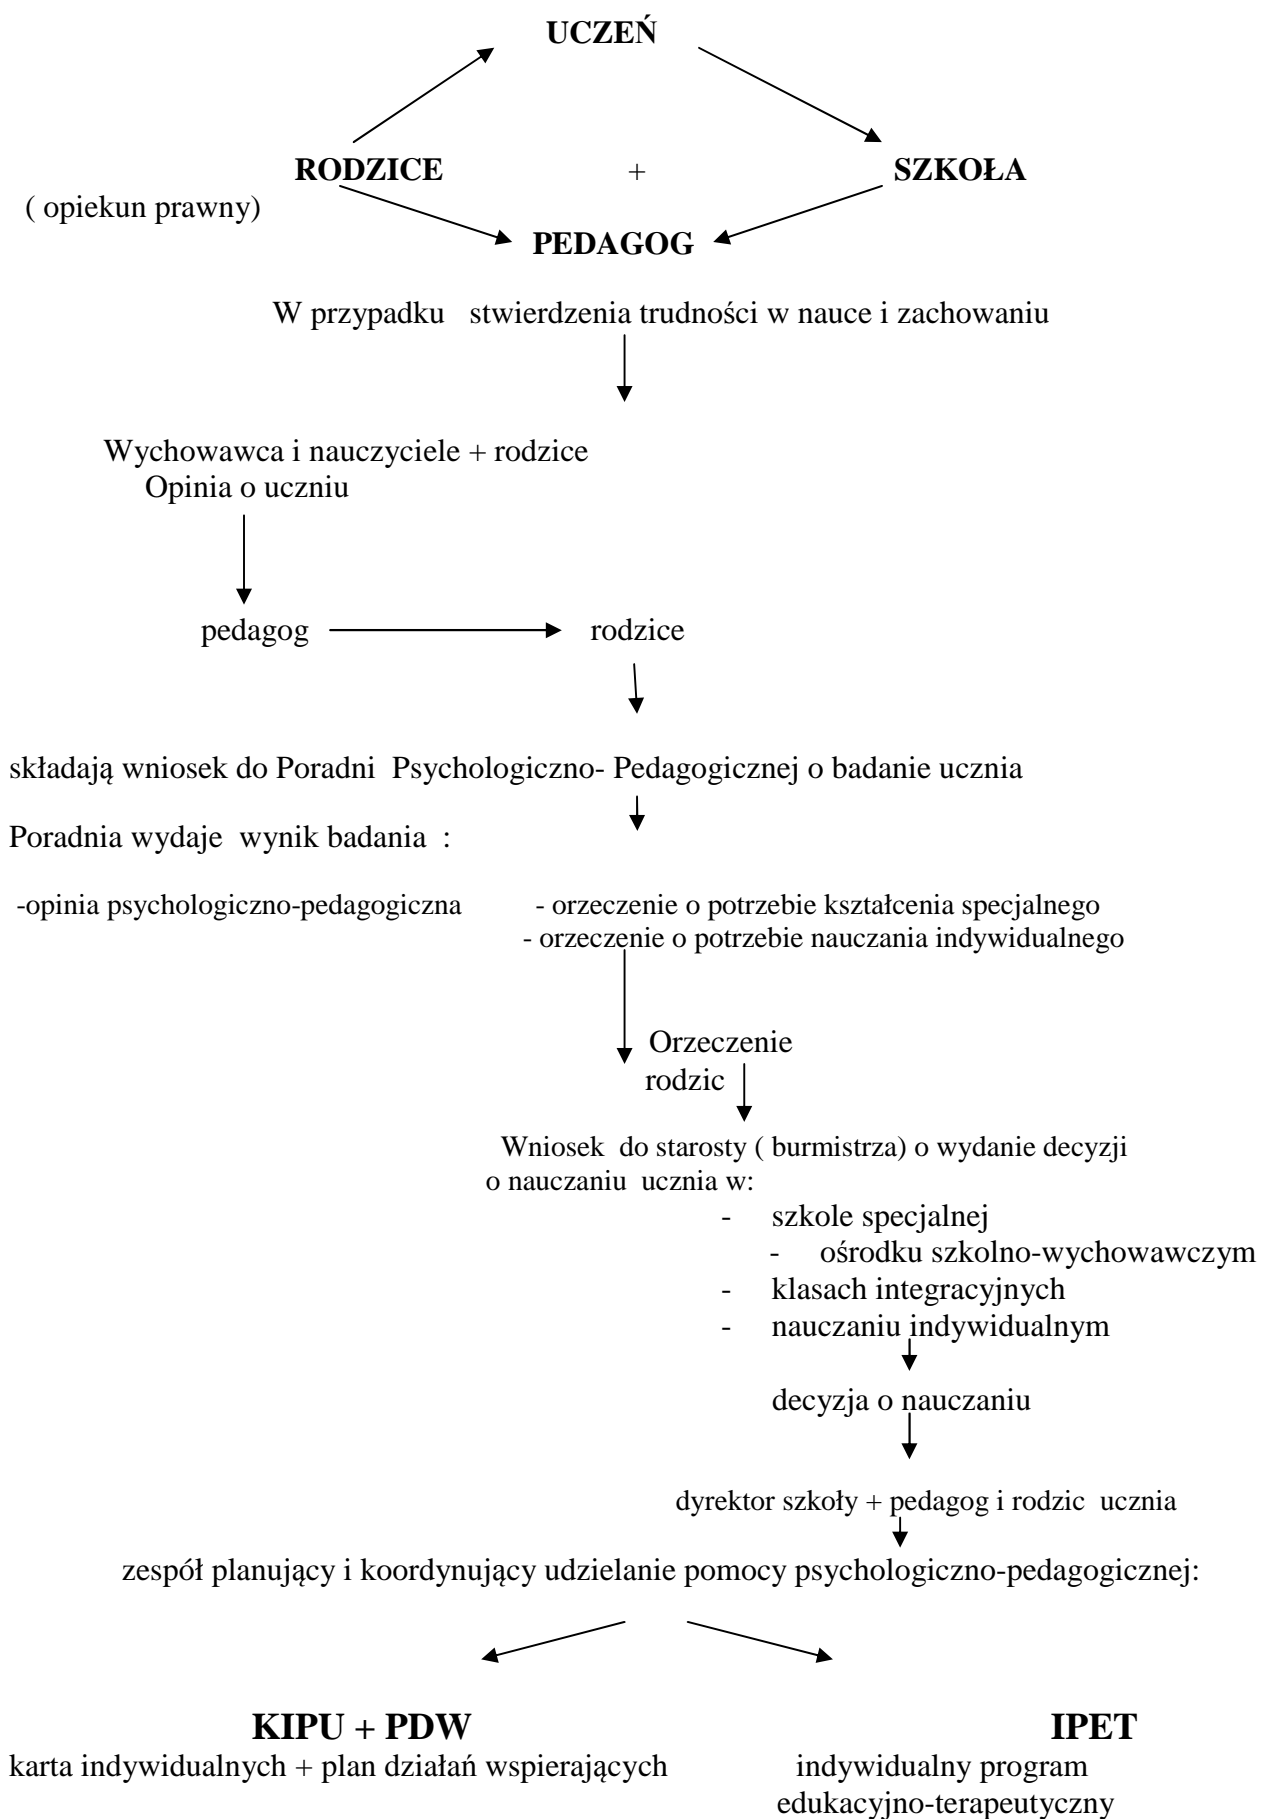 UCZEŃ
RODZICE + SZKOŁA
( opiekun prawny)
PEDAGOG
W przypadku stwierdzenia trudności w nauce i zachowaniu
Wychowawca i nauczyciele + rodzice
Opinia o uczniu
pedagog rodzice
składają wniosek do Poradni Psychologiczno- Pedagogicznej o badanie ucznia
Poradnia wydaje wynik badania :
-opinia psychologiczno-pedagogiczna - orzeczenie o potrzebie kształcenia specjalnego
- orzeczenie o potrzebie nauczania indywidualnego
Orzeczenie
rodzic
Wniosek do starosty ( burmistrza) o wydanie decyzji
o nauczaniu ucznia w:
- szkole specjalnej
- ośrodku szkolno-wychowawczym
- klasach integracyjnych
- nauczaniu indywidualnym
decyzja o nauczaniu
dyrektor szkoły + pedagog i rodzic ucznia
zespół planujący i koordynujący udzielanie pomocy psychologiczno-pedagogicznej:
KIPU + PDW IPET
karta indywidualnych + plan działań wspierających indywidualny program
edukacyjno-terapeutyczny